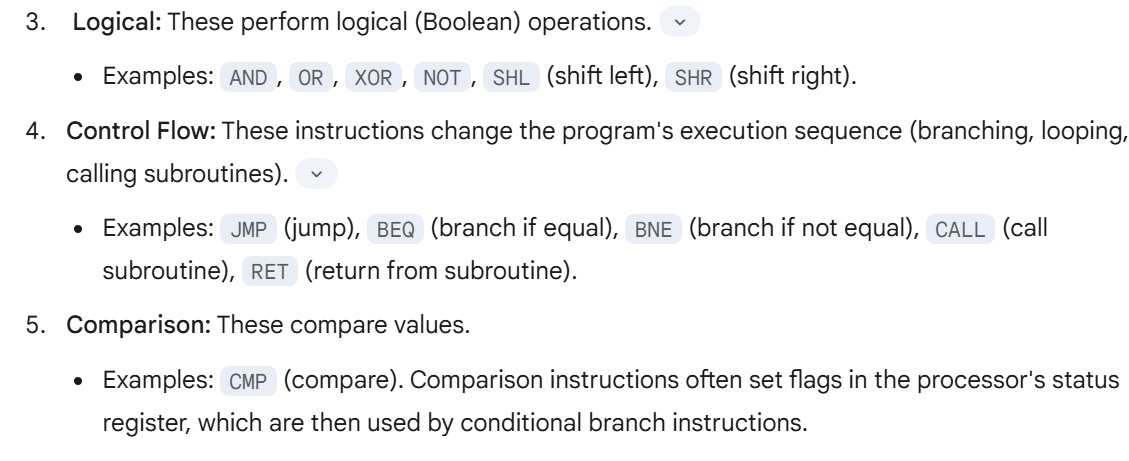 3. Logical: These perform logical (Boolean) operations.
• Examples: AND, OR, XOR, NOT, SHL (shift left), SHR (shift right).
4. Control Flow: These instructions change the program's execution sequence (branching, looping,
calling subroutines).
• Examples: JMP (jump), BEQ (branch if equal), BNE (branch if not equal), CALL (call
subroutine), RET (return from subroutine).
5. Comparison: These compare values.
• Examples: CMP (compare). Comparison instructions often set flags in the processor's status
register, which are then used by conditional branch instructions.